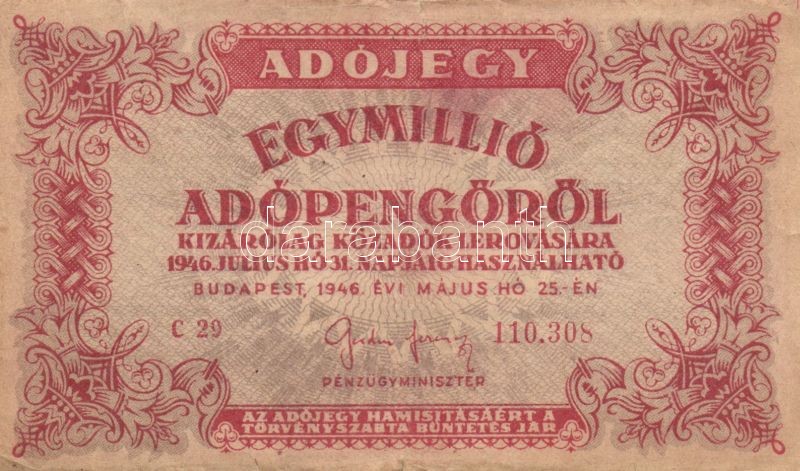 ADÓJEGY
EGYMILLIÓ
ADÓPENGŐRŐL
KIZÁRÓLAG KÖZADÓK LEROVÁSÁRA
1946. JULIUS HÓ 31. NAPJÁIG HASZNÁLHATÓ
BUDAPEST, 1946. ÉVI MÁJUS HÓ 25.-ÉN
C 29 110.308
PÉNZÜGYMINISZTER
AZ ADÓJEGY HAMISITÁSÁÉRT A
TÖRVÉNYSZABTA BÜNTETÉS JÁR
darabanth